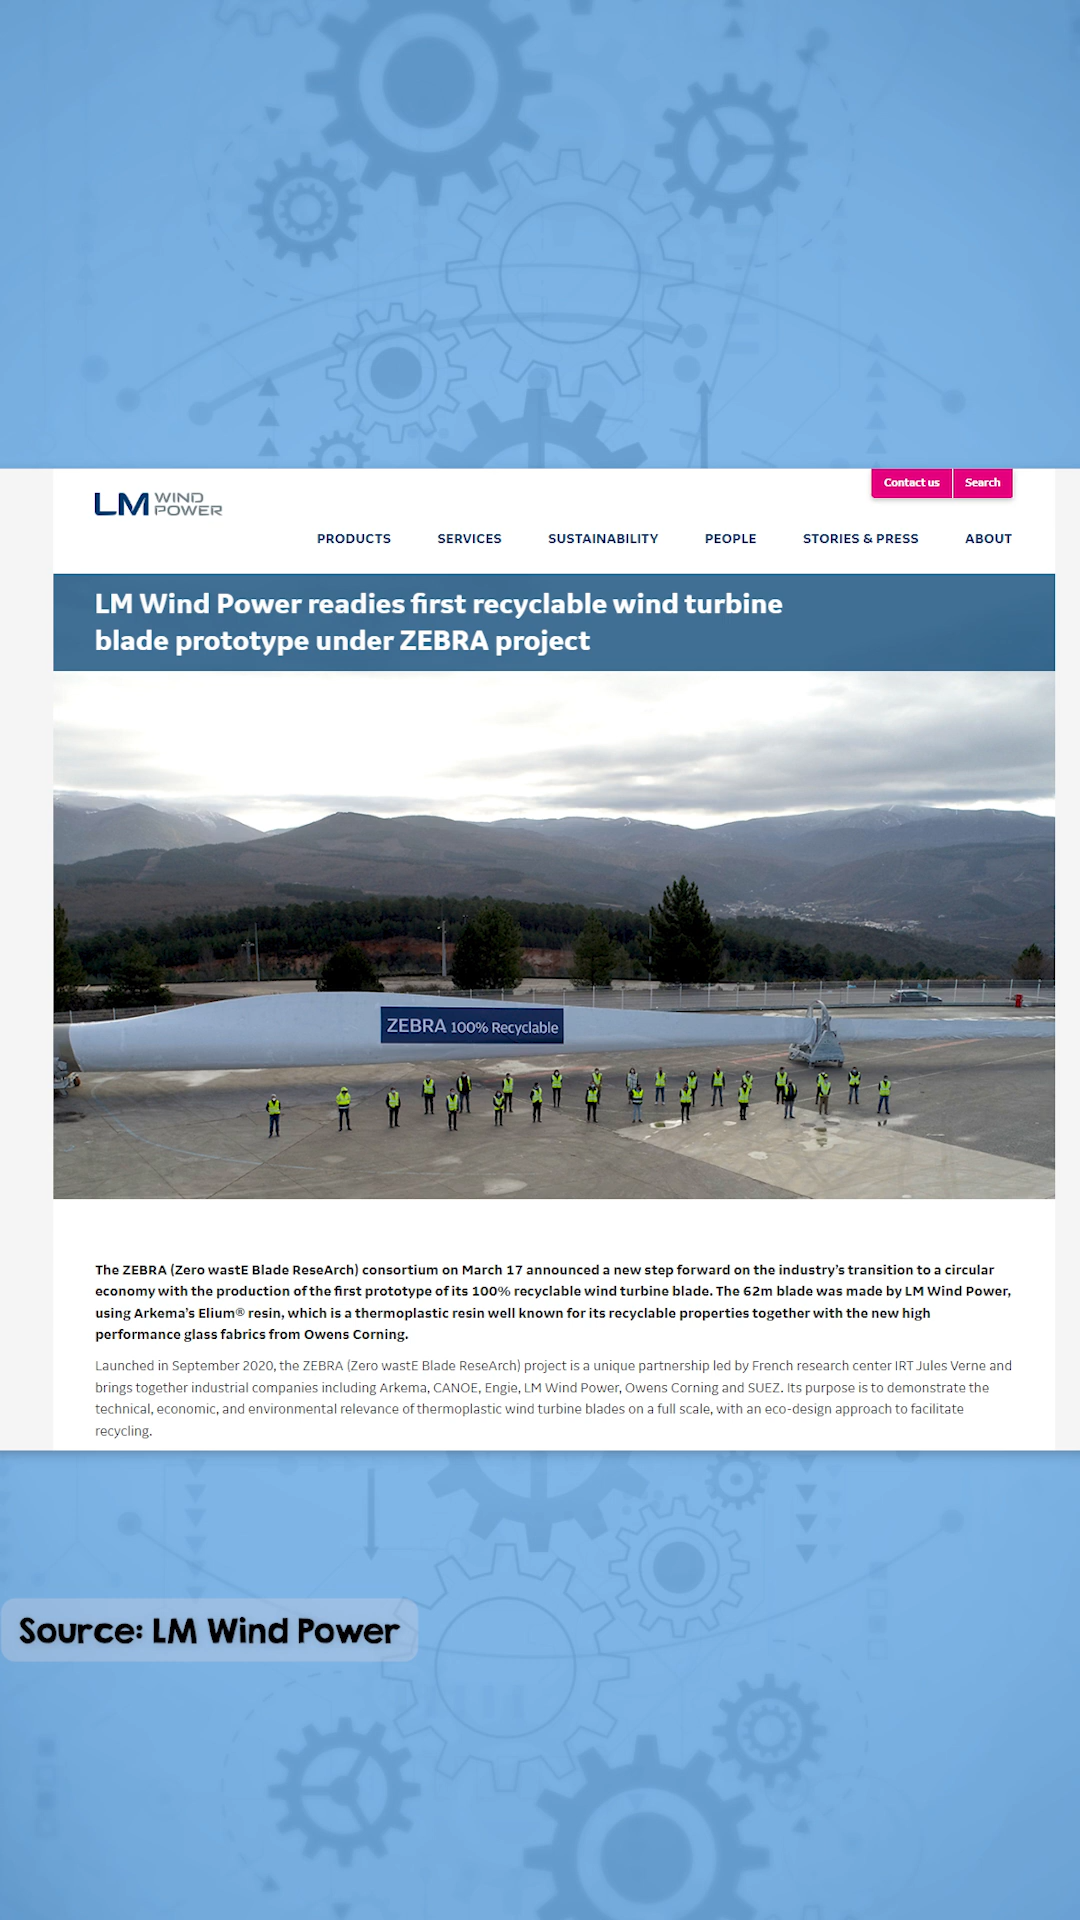 Contact us Search
LM WIND POWER
PRODUCTS SERVICES SUSTAINABILITY PEOPLE STORIES & PRESS ABOUT
LM Wind Power readies first recyclable wind turbine
blade prototype under ZEBRA project
ZEBRA 100% Recyclable
The ZEBRA (Zero wastE Blade ReseArch) consortium on March 17 announced a new step forward on the industry's transition to a circular
economy with the production of the first prototype of its 100% recyclable wind turbine blade. The 62m blade was made by LM Wind Power,
using Arkema's Elium® resin, which is a thermoplastic resin well known for its recyclable properties together with the new high
performance glass fabrics from Owens Corning.
Launched in September 2020, the ZEBRA (Zero wastE Blade ReseArch) project is a unique partnership led by French research center IRT Jules Verne and
brings together industrial companies including Arkema, CANOE, Engie, LM Wind Power, Owens Corning and SUEZ. Its purpose is to demonstrate the
technical, economic, and environmental relevance of thermoplastic wind turbine blades on a full scale, with an eco-design approach to facilitate
recycling.
Source: LM Wind Power